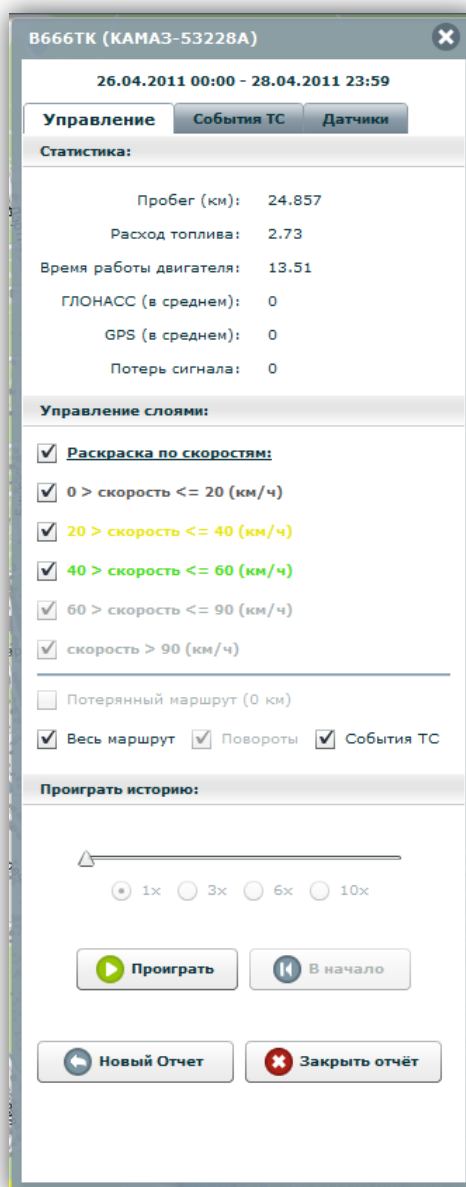 В666ТК (КАМАЗ-53228А)
26.04.2011 00:00 - 28.04.2011 23:59
Управление События ТС Датчики
Статистика:
Пробег (км): 24.857
Расход топлива: 2.73
Время работы двигателя: 13.51
ГЛОНАСС (в среднем): 0
GPS (в среднем): 0
Потерь сигнала: 0
Управление слоями:
Раскраска по скоростям:
0 > скорость <= 20 (км/ч)
20 > скорость <= 40 (км/ч)
40 > скорость <= 60 (км/ч)
60 > скорость <= 90 (км/ч)
скорость > 90 (км/ч)
Потерянный маршрут (0 км)
Весь маршрут Повороты События ТС
Проиграть историю:
1x 3x 6x 10x
Проиграть В начало
Новый Отчет Закрыть отчёт